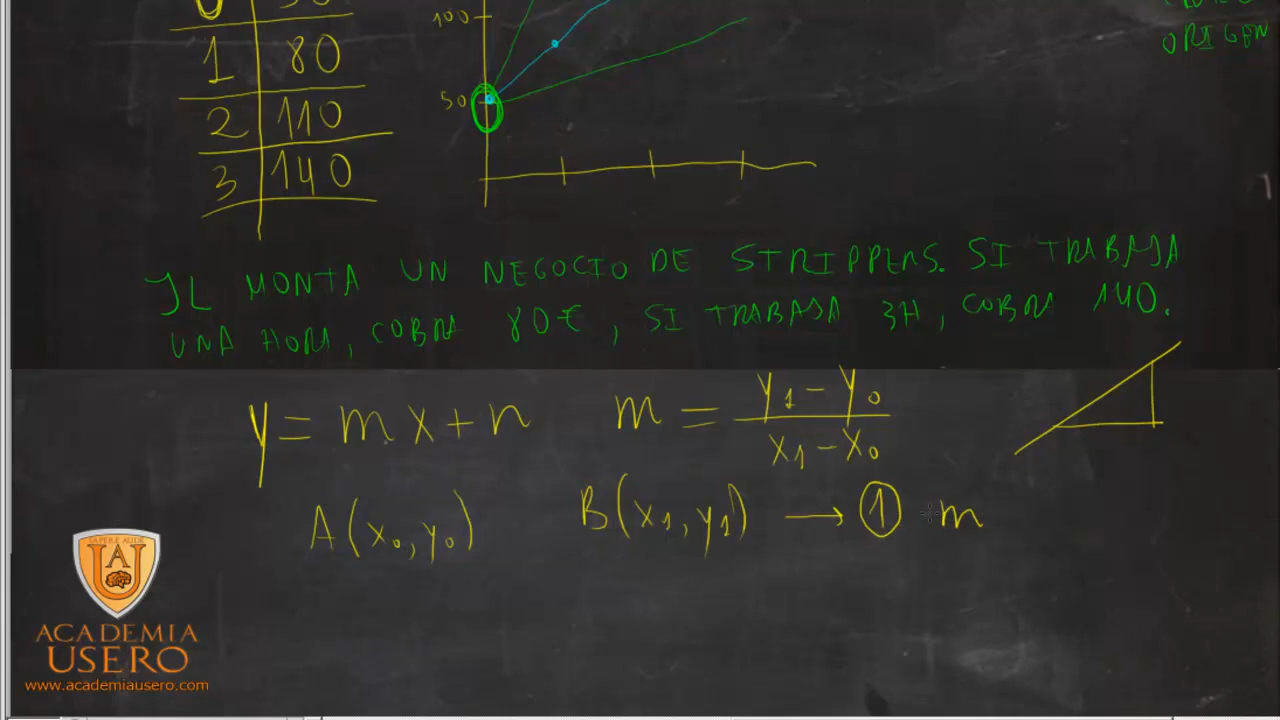 100
1 80
50
2 110
3 140
ORIGEN
JL MONTA UN NEGOCIO DE STRIPPERS. SI TRABAJA
UNA HORA, COBRA 80€, SI TRABAJA 3H, COBRA 140.
y = mx + n m = y₁ - y₀ / x₁ - x₀
A(x₀, y₀) B(x₁, y₁) → ① m
SAPERE AUDE
UA
ACADEMIA
USERO
www.academiausero.com